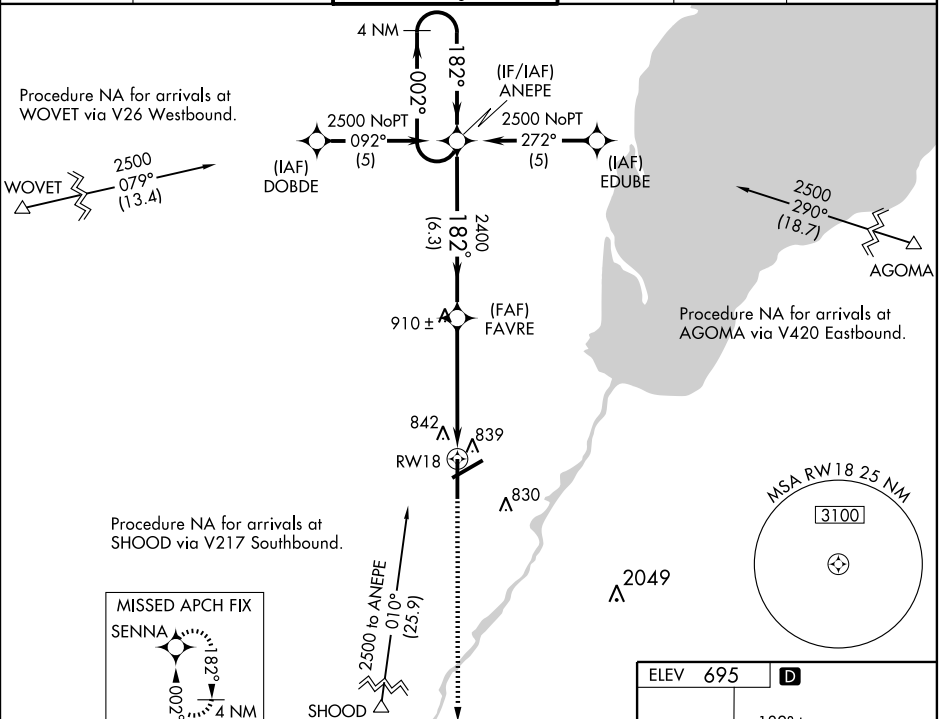 4 NM
002°
182°
(IF/IAF)
ANEPE
Procedure NA for arrivals at
WOVET via V26 Westbound.
2500 NoPT
092°
(5)
2500 NoPT
272°
(5)
(IAF)
DOBDE
(IAF)
EDUBE
WOVET
2500
079°
(13.4)
2500
290°
(18.7)
AGOMA
2400
182°
(6.3)
910 ±
(FAF)
FAVRE
Procedure NA for arrivals at
AGOMA via V420 Eastbound.
842
839
RW18
830
MSA RW18 25 NM
3100
Procedure NA for arrivals at
SHOOD via V217 Southbound.
2049
2500 to ANEPE
010°
(25.9)
SHOOD
MISSED APCH FIX
SENNA
182°
002°
4 NM
ELEV 695
D